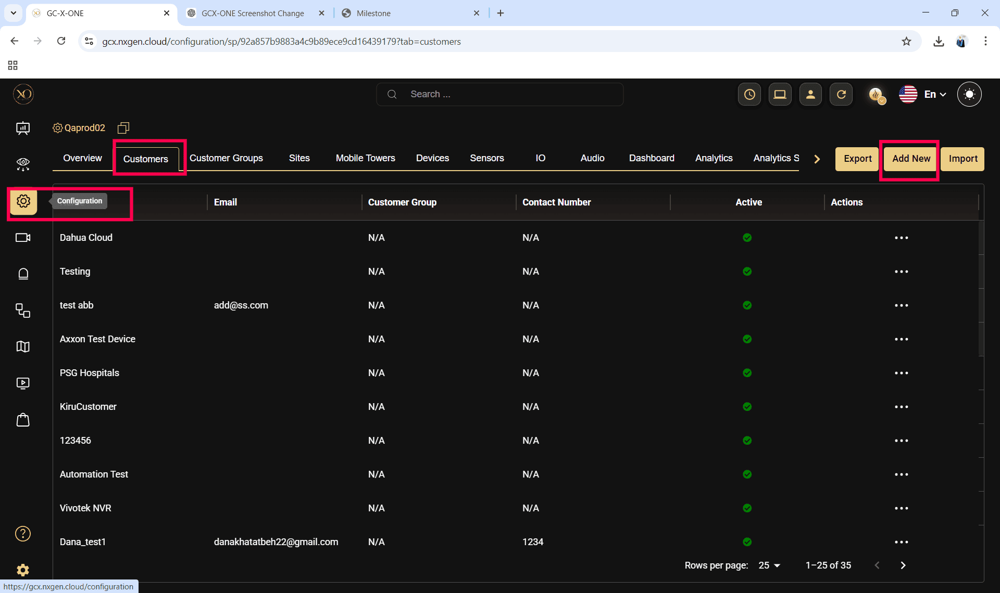 GC-X-ONE
GCX-ONE Screenshot Change
Milestone
gcx.nxgen.cloud/configuration/sp/92a857b9883a4c9b89ece9cd16439179?tab=customers
XO
Search ...
En
Qaprod02
Overview
Customers
Customer Groups
Sites
Mobile Towers
Devices
Sensors
IO
Audio
Dashboard
Analytics
Analytics S
Export
Add New
Import
Configuration
Email
Customer Group
Contact Number
Active
Actions
Dahua Cloud N/A N/A
Testing N/A N/A
test abb add@ss.com N/A N/A
Axxon Test Device N/A N/A
PSG Hospitals N/A N/A
KiruCustomer N/A N/A
123456 N/A N/A
Automation Test N/A N/A
Vivotek NVR N/A N/A
Dana_test1 danakhatatbeh22@gmail.com N/A 1234
Rows per page: 25 1–25 of 35
https://gcx.nxgen.cloud/configuration